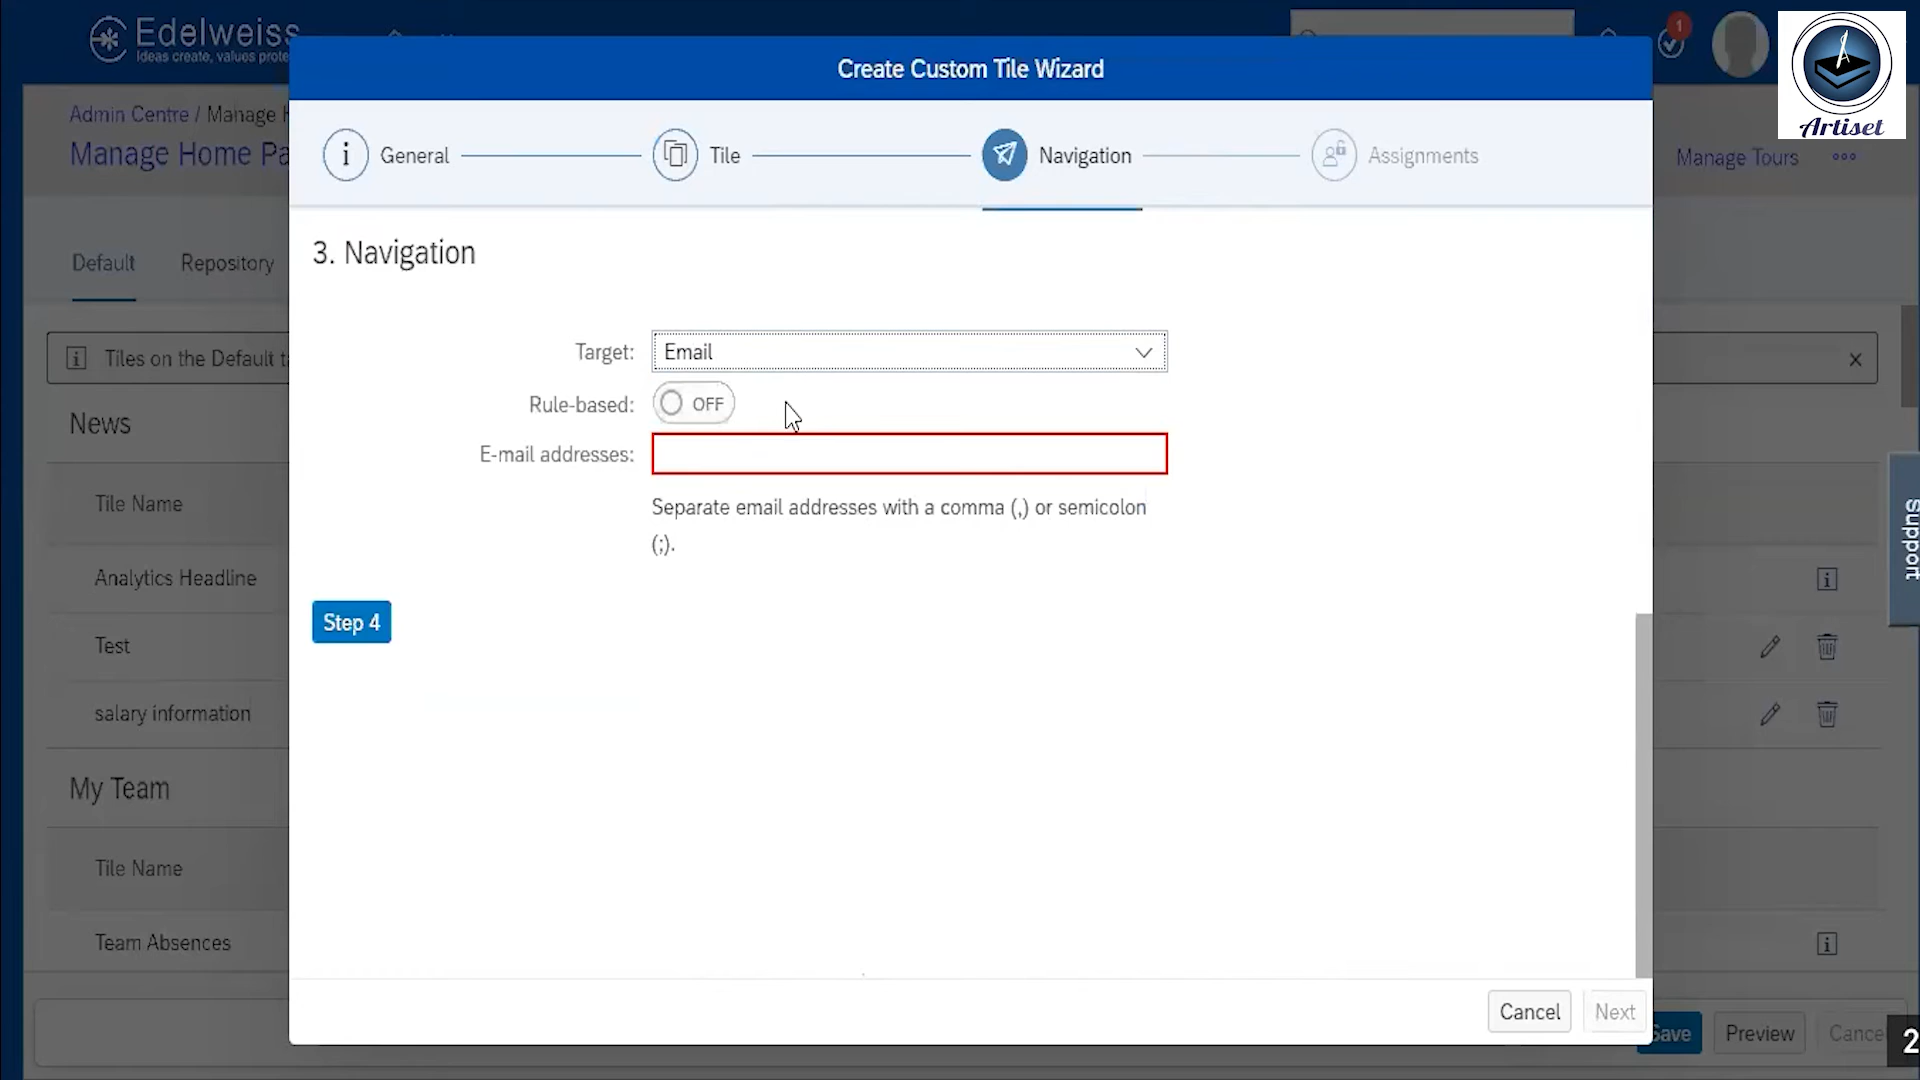 Edelweiss
Ideas create, values prote
Create Custom Tile Wizard
1
Artiset
Admin Centre / Manage H
Manage Home Pa
General
Tile
Navigation
Assignments
Manage Tours
Default
Repository
3. Navigation
Tiles on the Default ta
Target:
Email
Rule-based:
OFF
E-mail addresses:
Separate email addresses with a comma (,) or semicolon
(;).
Step 4
News
Tile Name
Analytics Headline
Test
salary information
My Team
Tile Name
Team Absences
Support
Cancel
Next
Save
Preview
Cance
2